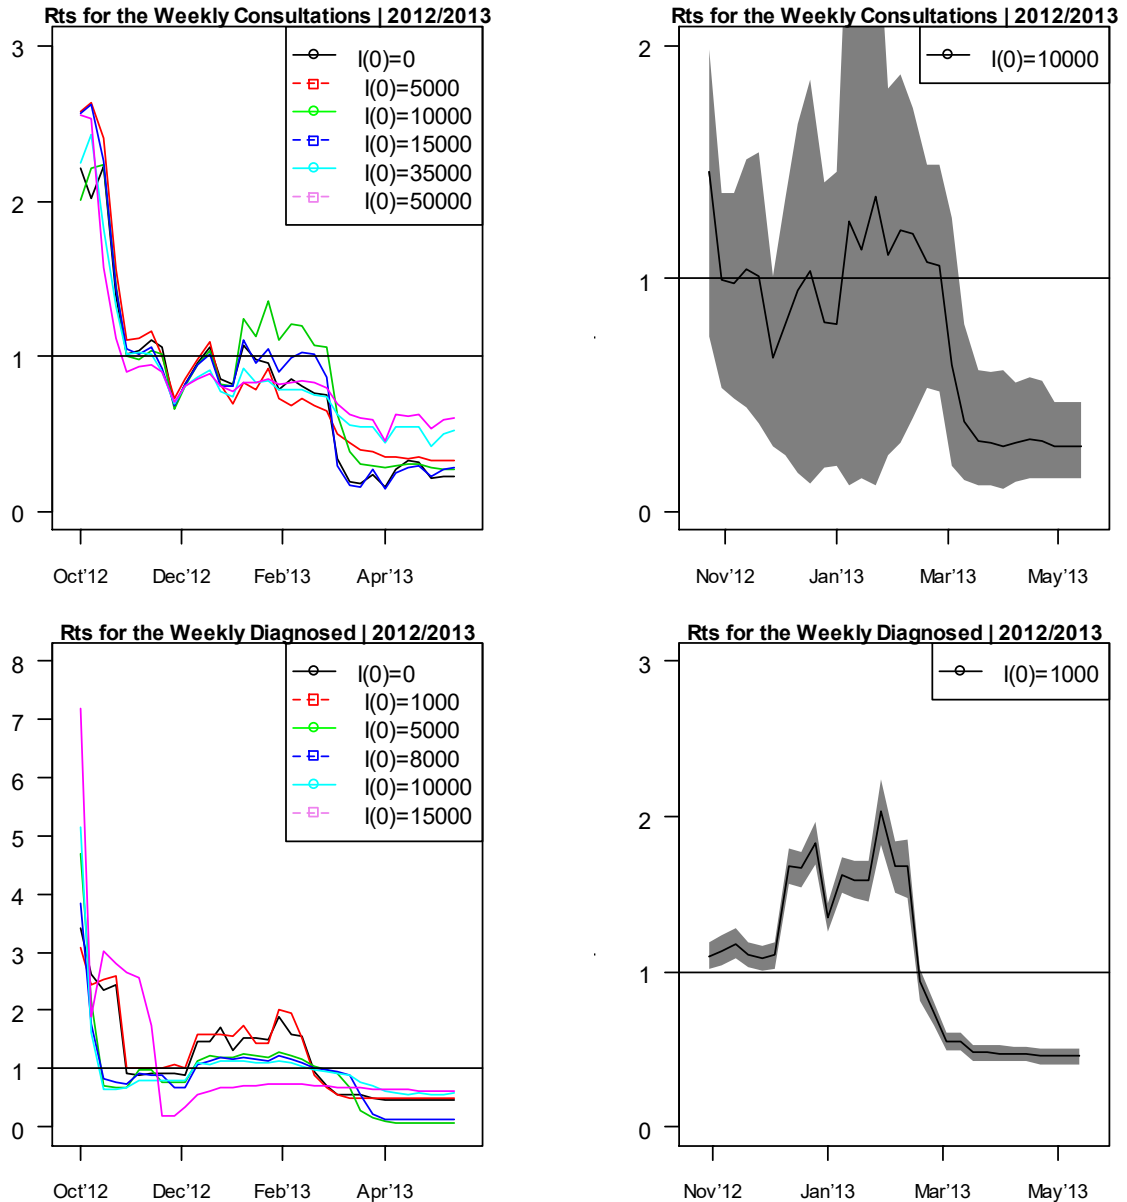 Rts for the Weekly Consultations | 2012/2013
3
2
1
0
I(0)=0
I(0)=5000
I(0)=10000
I(0)=15000
I(0)=35000
I(0)=50000
Oct'12 Dec'12 Feb'13 Apr'13
Rts for the Weekly Consultations | 2012/2013
2
1
0
I(0)=10000
Nov'12 Jan'13 Mar'13 May'13
Rts for the Weekly Diagnosed | 2012/2013
8
7
6
5
4
3
2
1
0
I(0)=0
I(0)=1000
I(0)=5000
I(0)=8000
I(0)=10000
I(0)=15000
Oct'12 Dec'12 Feb'13 Apr'13
Rts for the Weekly Diagnosed | 2012/2013
3
2
1
0
I(0)=1000
Nov'12 Jan'13 Mar'13 May'13